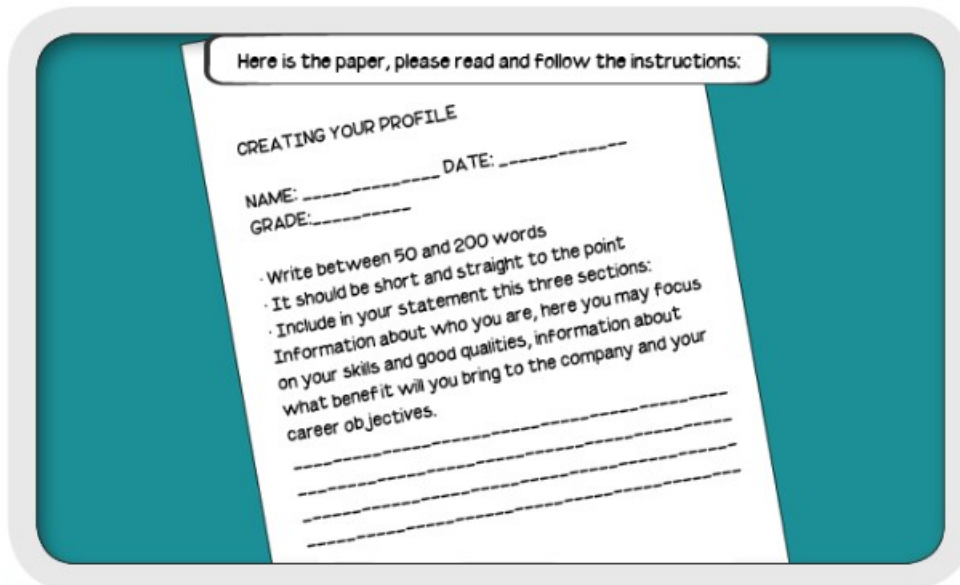 Here is the paper, please read and follow the instructions:
CREATING YOUR PROFILE
NAME: ______________ DATE: _____________
GRADE:__________
· Write between 50 and 200 words
· It should be short and straight to the point
· Include in your statement this three sections:
Information about who you are, here you may focus
on your skills and good qualities, information about
what benefit will you bring to the company and your
career objectives.